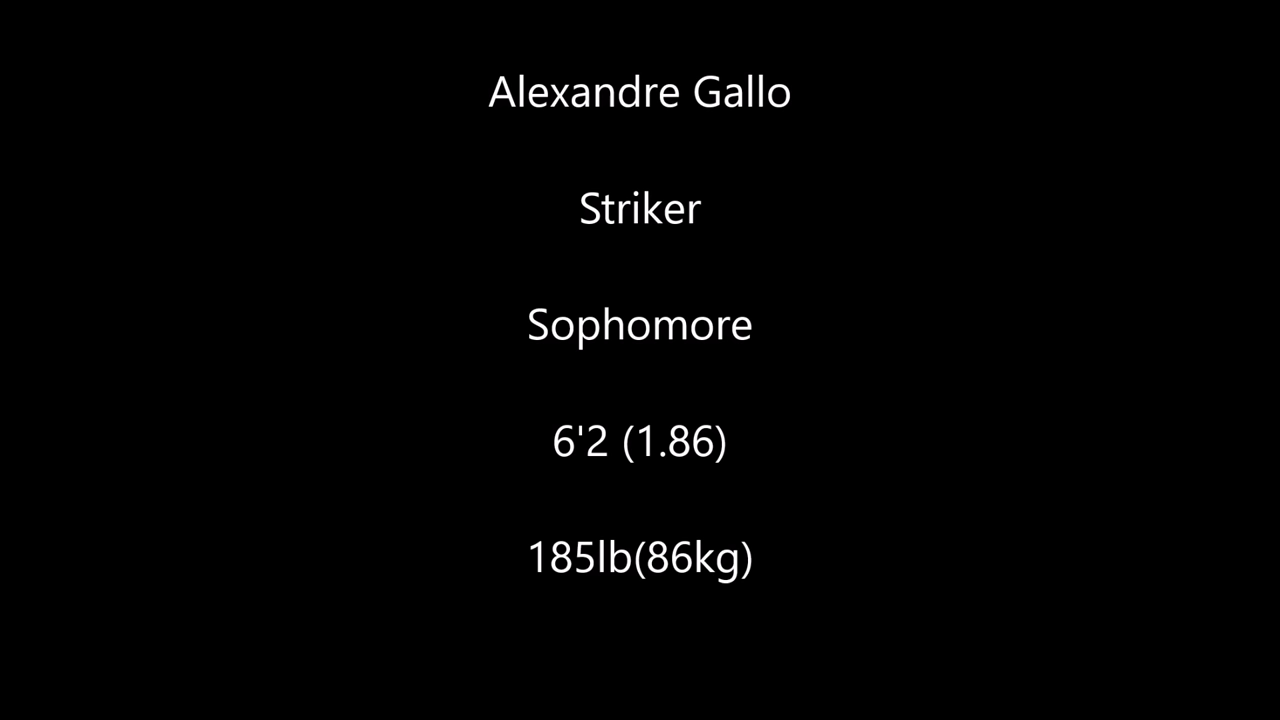 Alexandre Gallo
Striker
Sophomore
6'2 (1.86)
185lb(86kg)